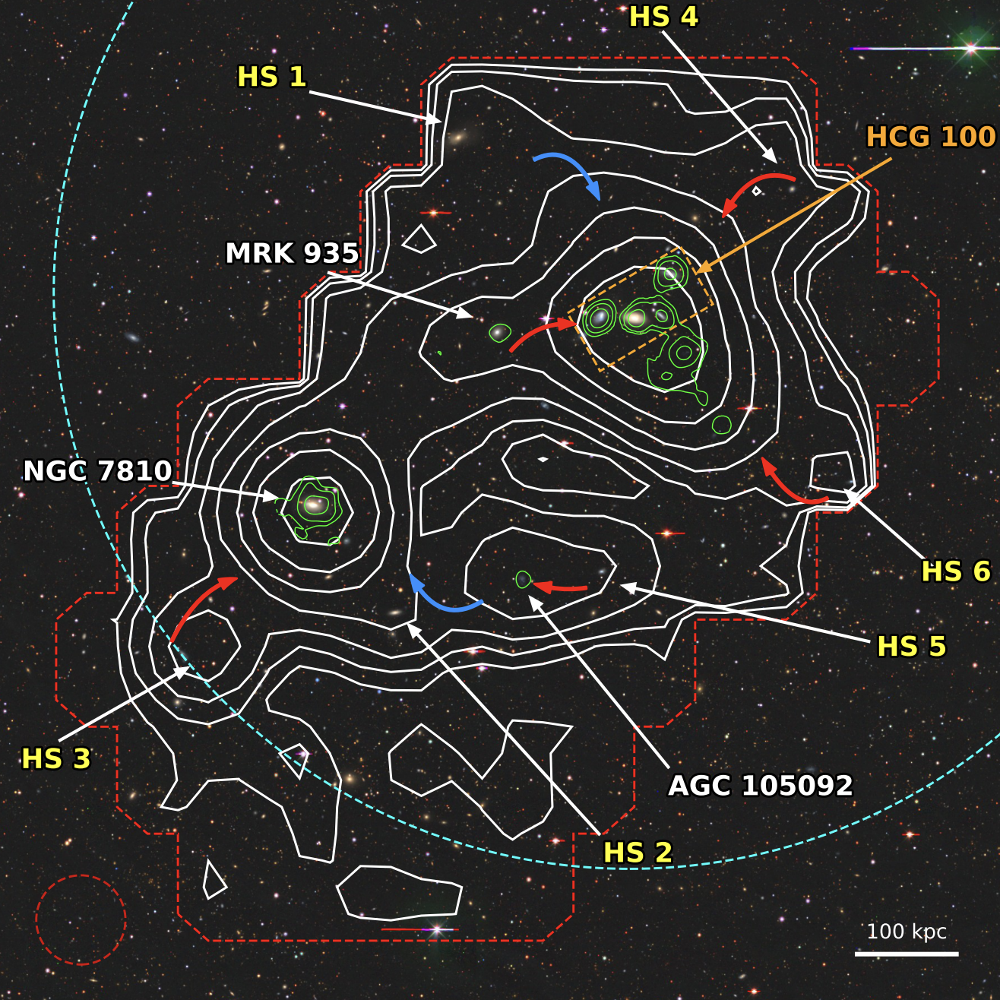 HS 4
HS 1
HCG 100
MRK 935
NGC 7810
HS 6
HS 5
HS 3
AGC 105092
HS 2
100 kpc